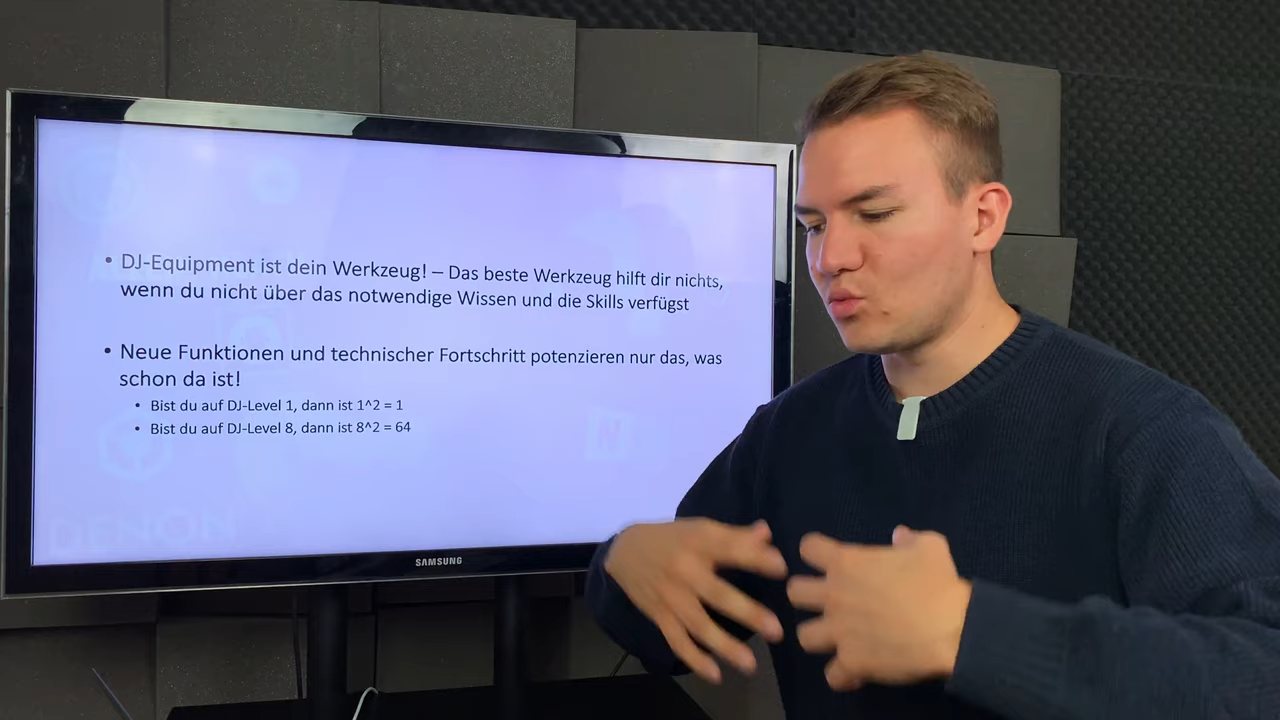 • DJ-Equipment ist dein Werkzeug! – Das beste Werkzeug hilft dir nichts,
wenn du nicht über das notwendige Wissen und die Skills verfügst
• Neue Funktionen und technischer Fortschritt potenzieren nur das, was
schon da ist!
• Bist du auf DJ-Level 1, dann ist 1^2 = 1
• Bist du auf DJ-Level 8, dann ist 8^2 = 64
DENON
SAMSUNG